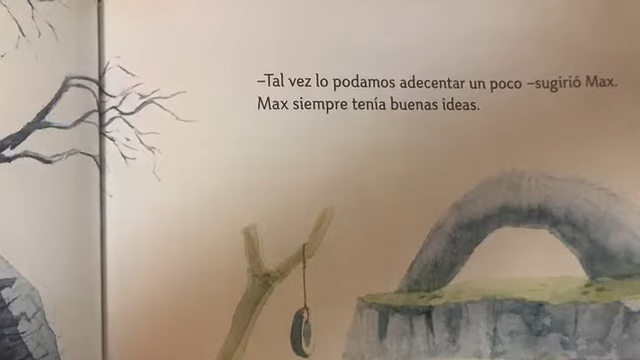 –Tal vez lo podamos adecentar un poco –sugirió Max.
Max siempre tenía buenas ideas.